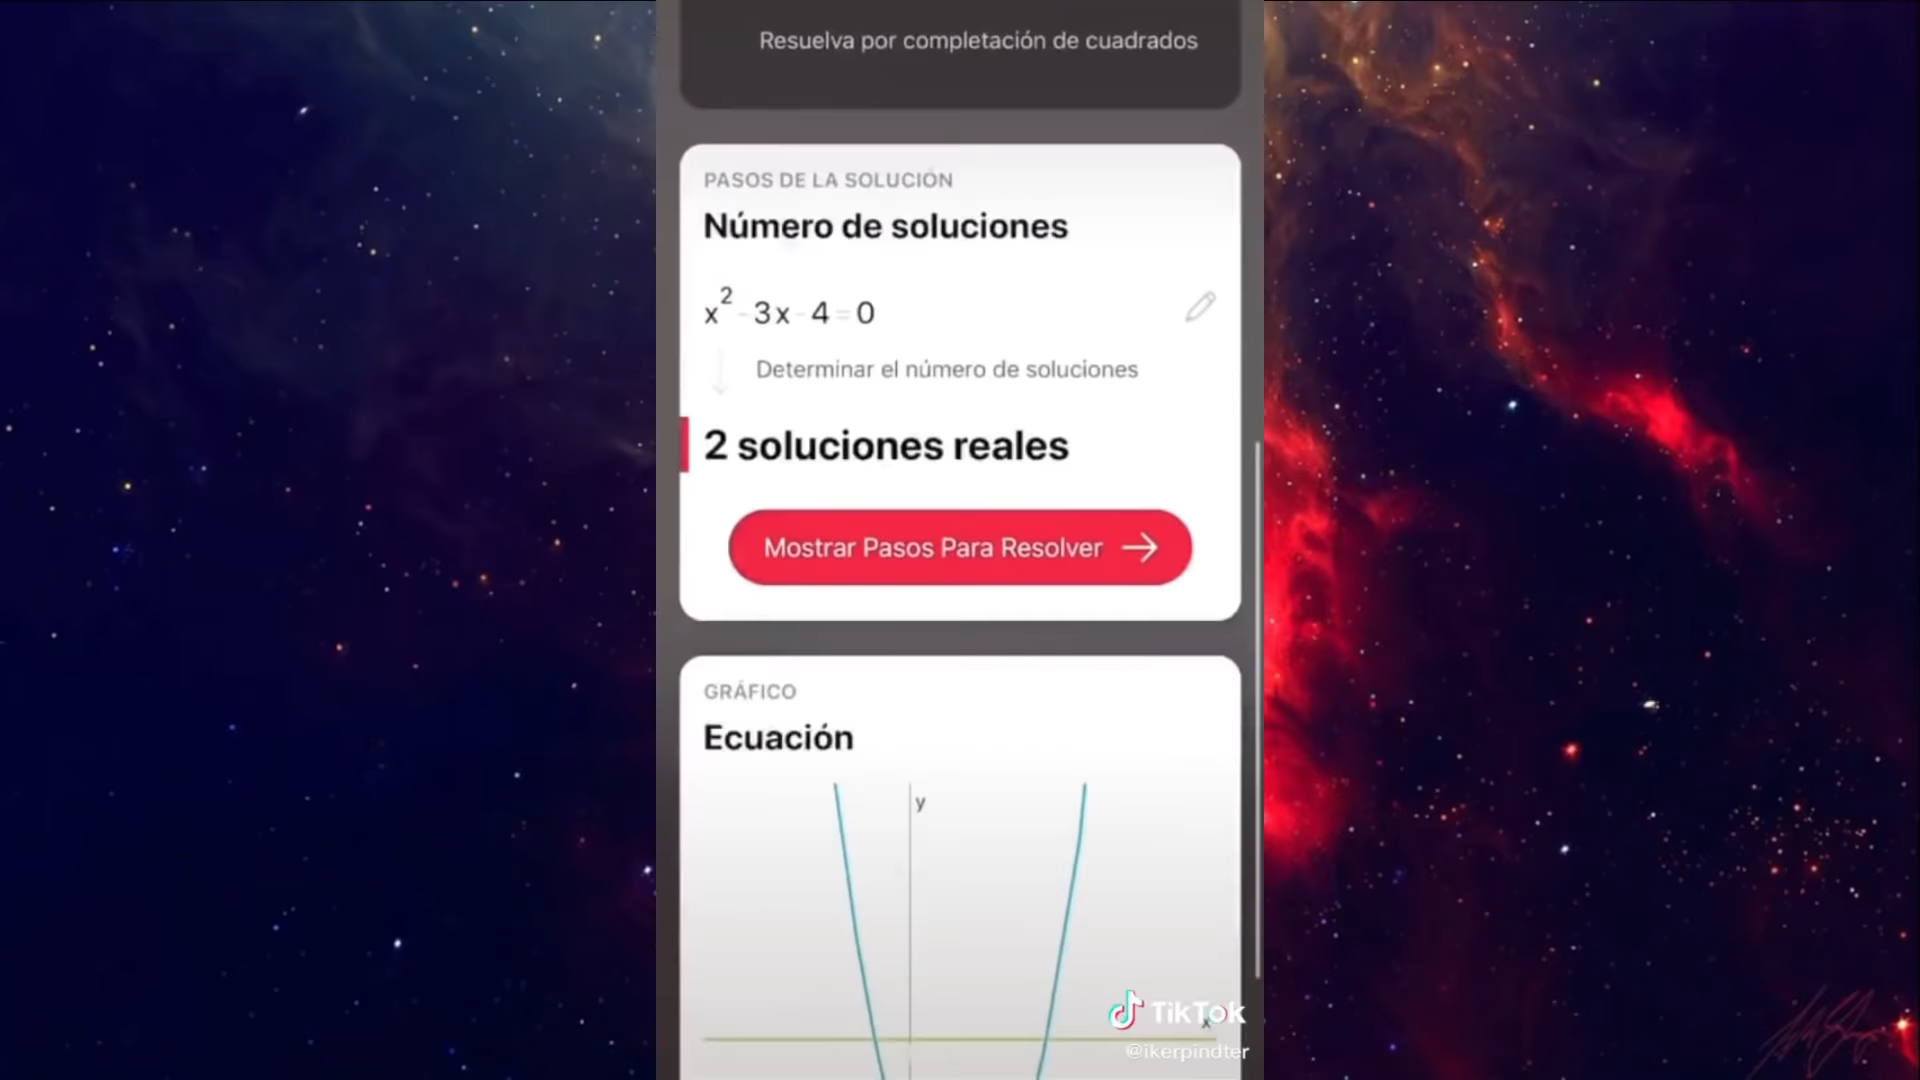 Resuelva por completación de cuadrados
PASOS DE LA SOLUCIÓN
Número de soluciones
x² - 3x - 4 = 0
Determinar el número de soluciones
2 soluciones reales
Mostrar Pasos Para Resolver →
GRÁFICO
Ecuación
y
x
TikTok
@ikerpindter